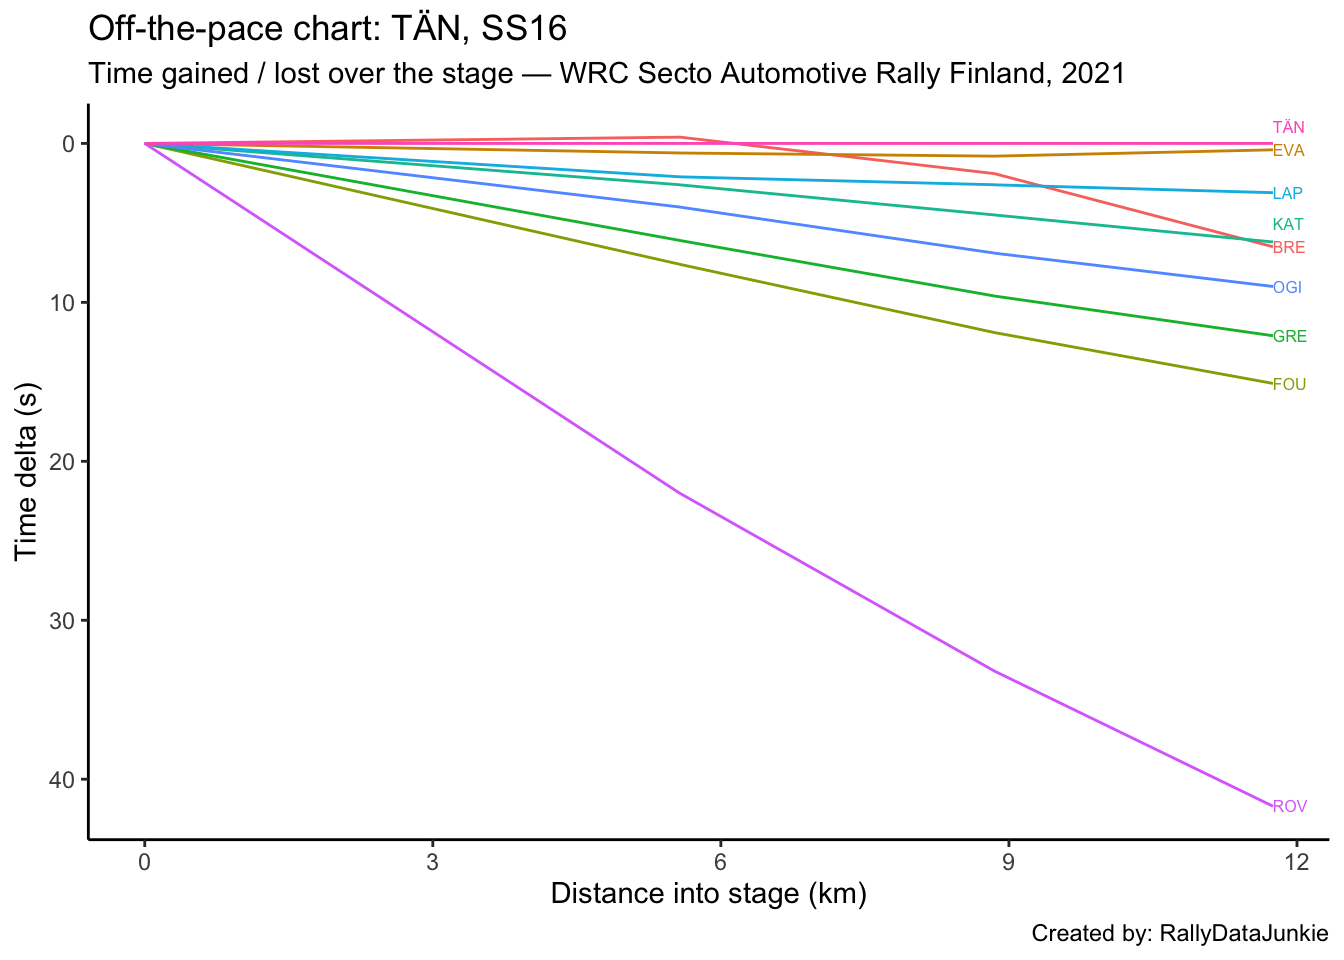 Off-the-pace chart: TÄN, SS16
Time gained / lost over the stage — WRC Secto Automotive Rally Finland, 2021
TÄN
EVA
LAP
KAT
BRE
OGI
GRE
FOU
ROV
0
10
20
30
40
Time delta (s)
0 3 6 9 12
Distance into stage (km)
Created by: RallyDataJunkie